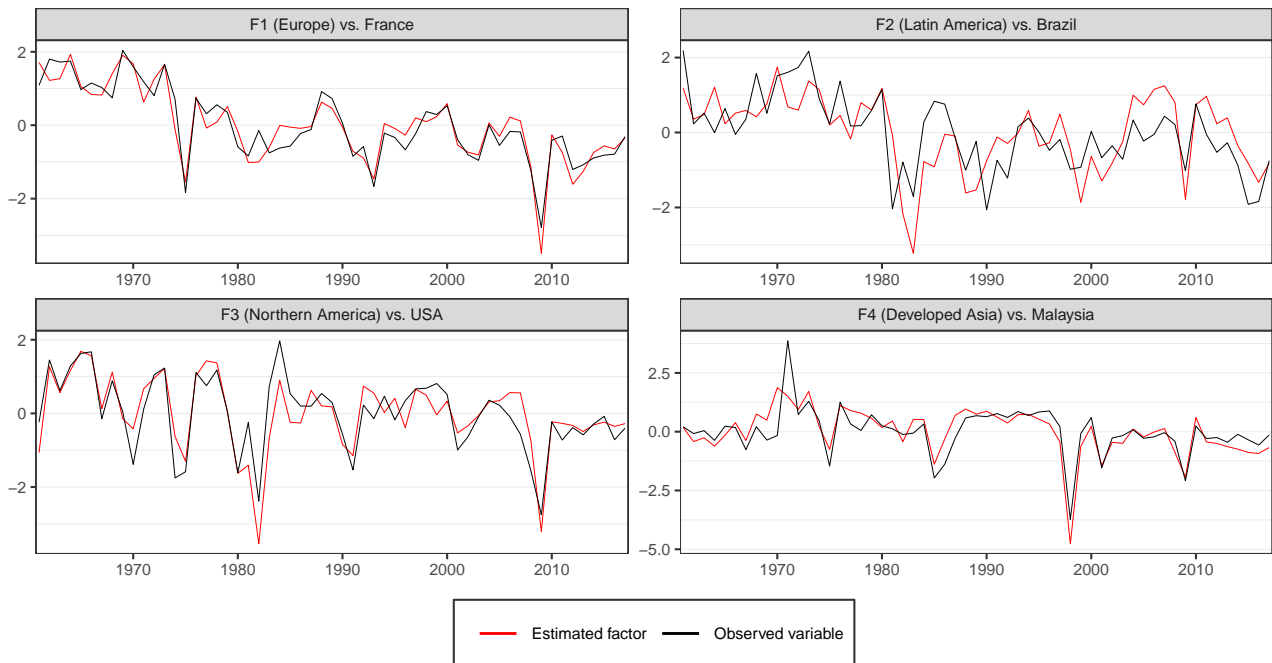 F1 (Europe) vs. France
2
0
−2
1970 1980 1990 2000 2010
F2 (Latin America) vs. Brazil
2
0
−2
1970 1980 1990 2000 2010
F3 (Northern America) vs. USA
2
0
−2
1970 1980 1990 2000 2010
F4 (Developed Asia) vs. Malaysia
2.5
0.0
−2.5
−5.0
1970 1980 1990 2000 2010
Estimated factor Observed variable